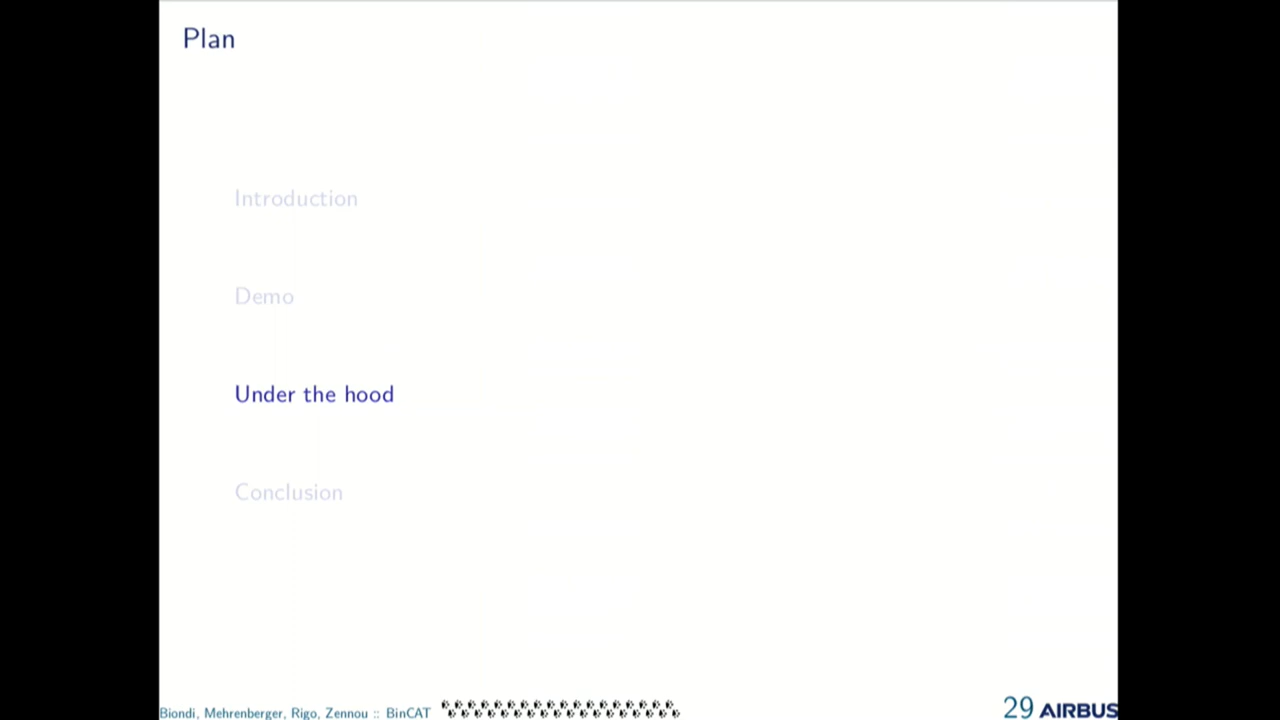 Plan
Introduction
Demo
Under the hood
Conclusion
Biondi, Mehrenberger, Rigo, Zennou :: BinCAT
29 AIRBUS